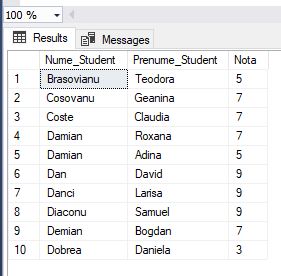 100 %
Results Messages
Nume_Student Prenume_Student Nota
1 Brasovianu Teodora 5
2 Cosovanu Geanina 7
3 Coste Claudia 7
4 Damian Roxana 7
5 Damian Adina 5
6 Dan David 9
7 Danci Larisa 9
8 Diaconu Samuel 9
9 Demian Bogdan 7
10 Dobrea Daniela 3